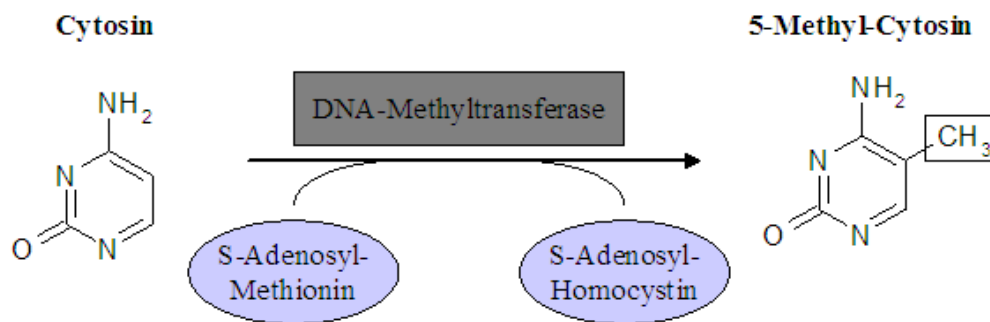 Cytosin
5-Methyl-Cytosin
NH2
DNA-Methyltransferase
NH2
CH3
N
N
O
N
O
N
S-Adenosyl-
Methionin
S-Adenosyl-
Homocystin